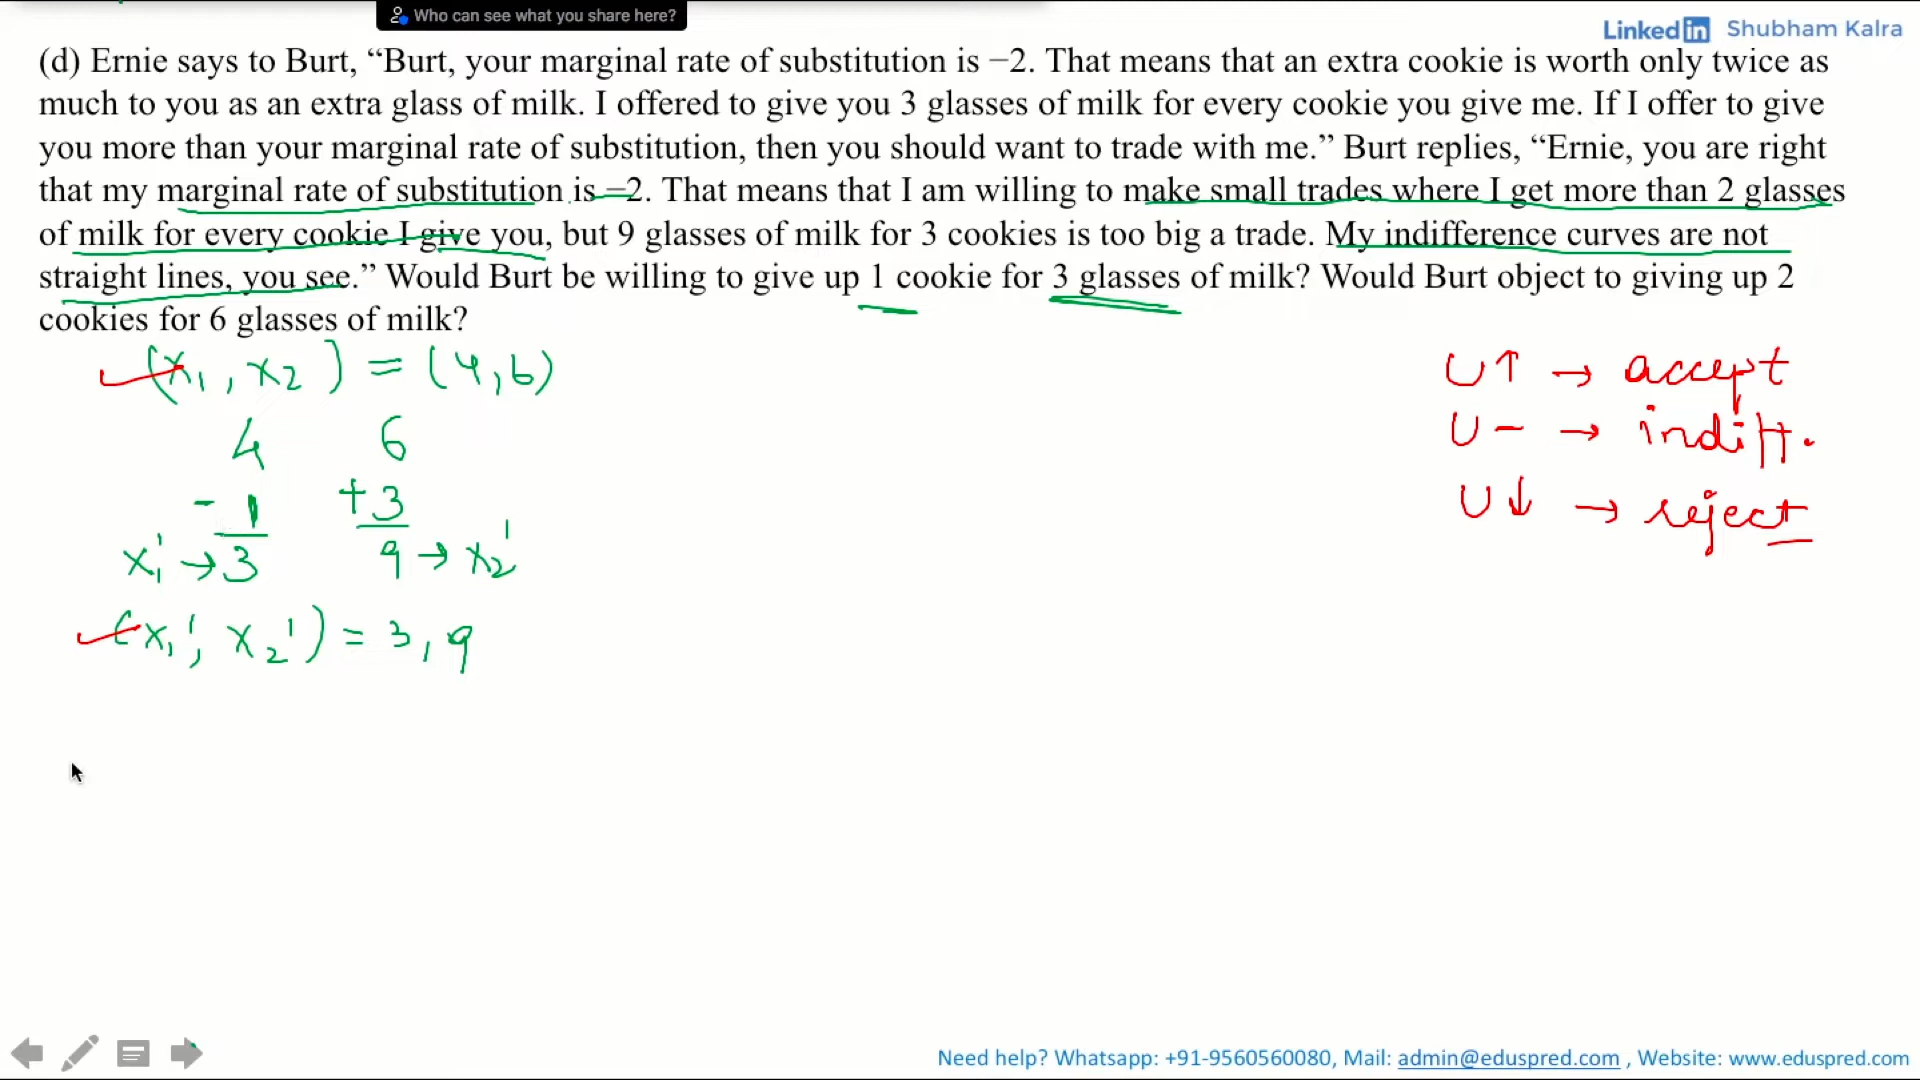 Who can see what you share here?
Linked in Shubham Kalra
(d) Ernie says to Burt, “Burt, your marginal rate of substitution is −2. That means that an extra cookie is worth only twice as
much to you as an extra glass of milk. I offered to give you 3 glasses of milk for every cookie you give me. If I offer to give
you more than your marginal rate of substitution, then you should want to trade with me.” Burt replies, “Ernie, you are right
that my marginal rate of substitution is −2. That means that I am willing to make small trades where I get more than 2 glasses
of milk for every cookie I give you, but 9 glasses of milk for 3 cookies is too big a trade. My indifference curves are not
straight lines, you see.” Would Burt be willing to give up 1 cookie for 3 glasses of milk? Would Burt object to giving up 2
cookies for 6 glasses of milk?
(x₁, x₂) = (4,6)
4 6
-1 +3
x₁' → 3 9 → x₂'
(x₁', x₂') = 3, 9
U↑ → accept
U − → indiff.
U↓ → reject
Need help? Whatsapp: +91-9560560080, Mail: admin@eduspred.com , Website: www.eduspred.com